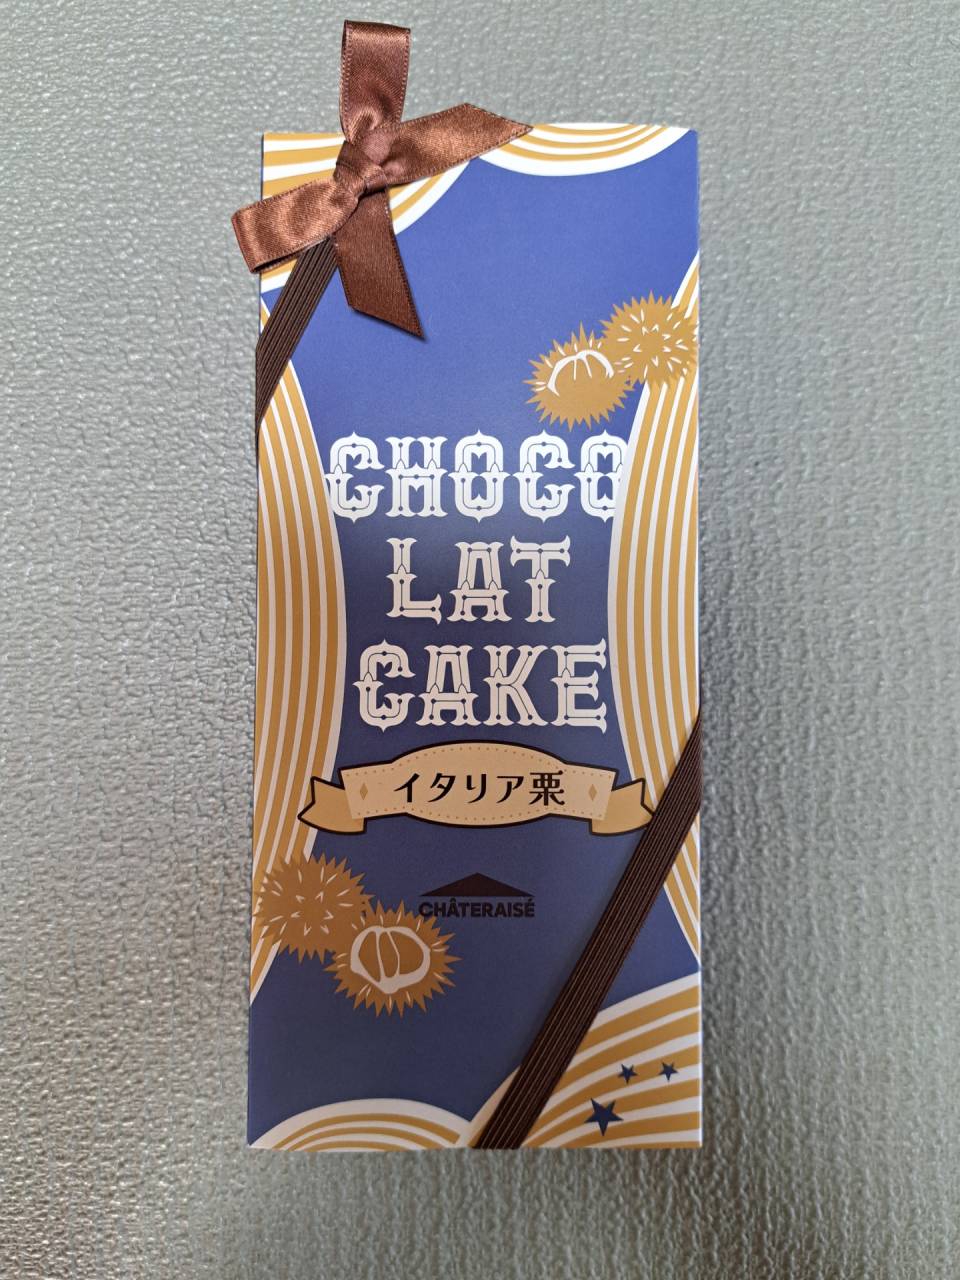 CHOCO
LAT
CAKE
イタリア栗
CHÂTERAISÉ